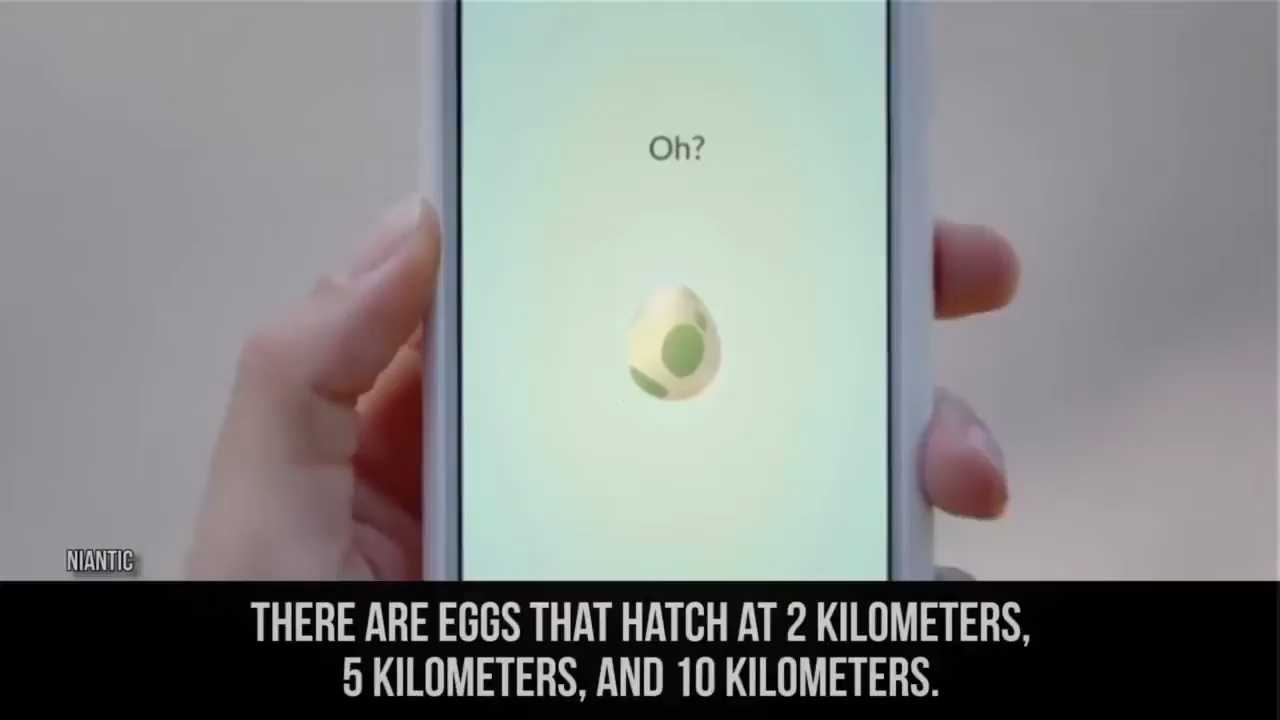 Oh?
NIANTIC
THERE ARE EGGS THAT HATCH AT 2 KILOMETERS,
5 KILOMETERS, AND 10 KILOMETERS.